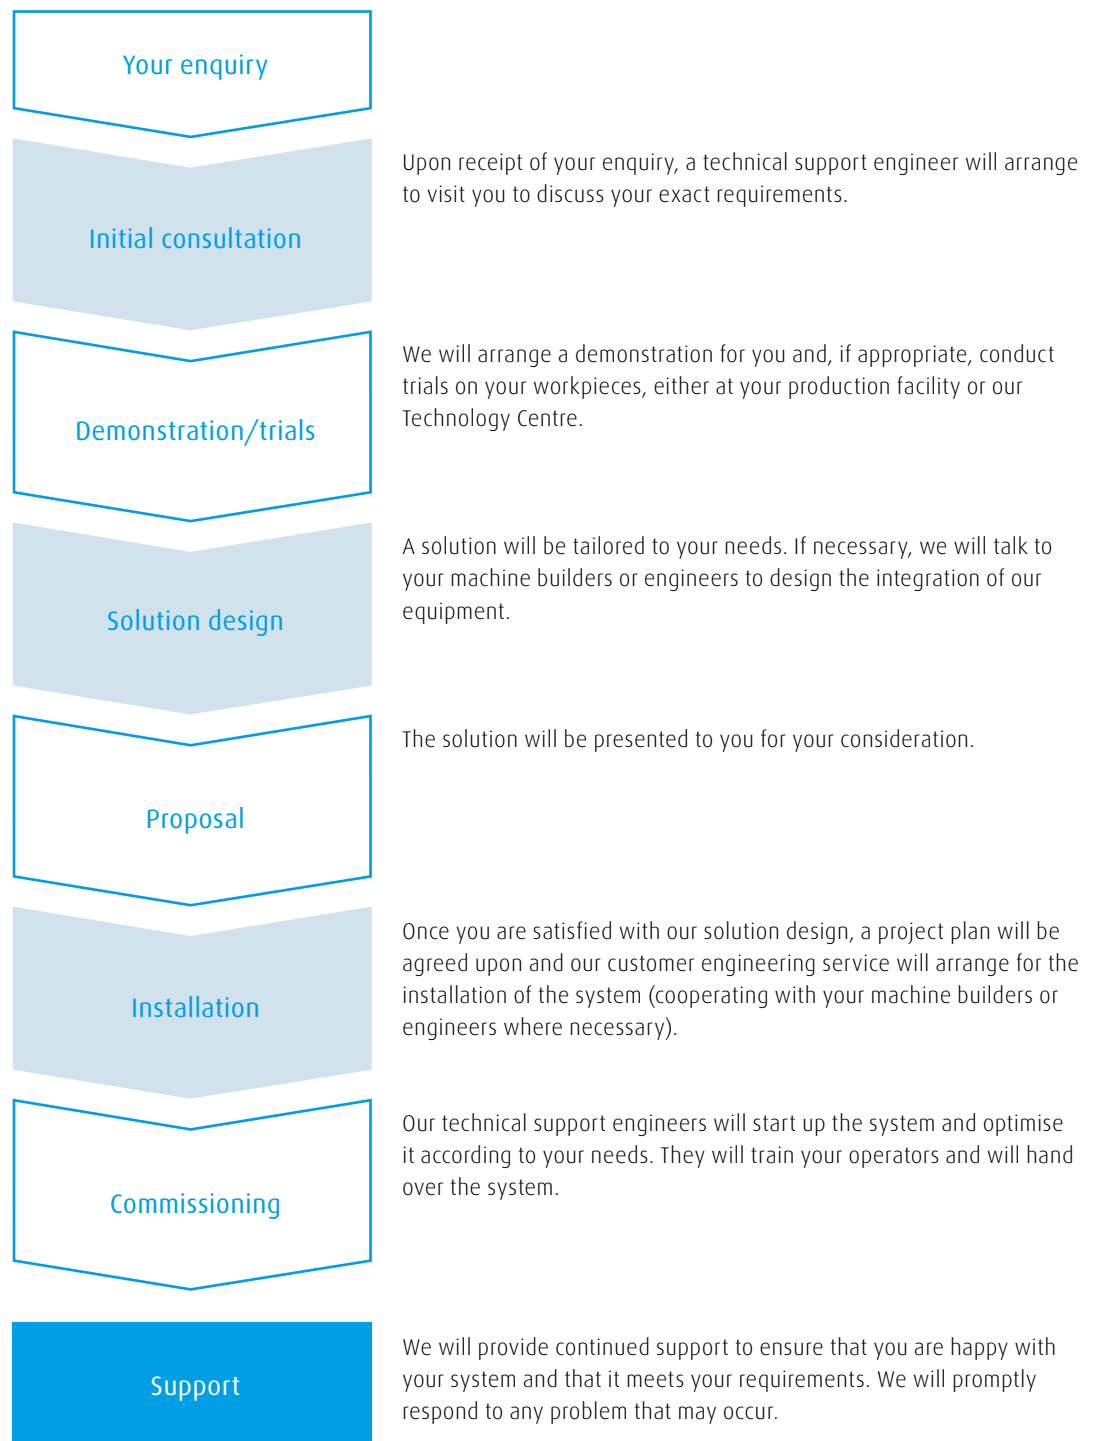 Your enquiry
Initial consultation
Upon receipt of your enquiry, a technical support engineer will arrange
to visit you to discuss your exact requirements.
Demonstration/trials
We will arrange a demonstration for you and, if appropriate, conduct
trials on your workpieces, either at your production facility or our
Technology Centre.
Solution design
A solution will be tailored to your needs. If necessary, we will talk to
your machine builders or engineers to design the integration of our
equipment.
Proposal
The solution will be presented to you for your consideration.
Installation
Once you are satisfied with our solution design, a project plan will be
agreed upon and our customer engineering service will arrange for the
installation of the system (cooperating with your machine builders or
engineers where necessary).
Commissioning
Our technical support engineers will start up the system and optimise
it according to your needs. They will train your operators and will hand
over the system.
Support
We will provide continued support to ensure that you are happy with
your system and that it meets your requirements. We will promptly
respond to any problem that may occur.